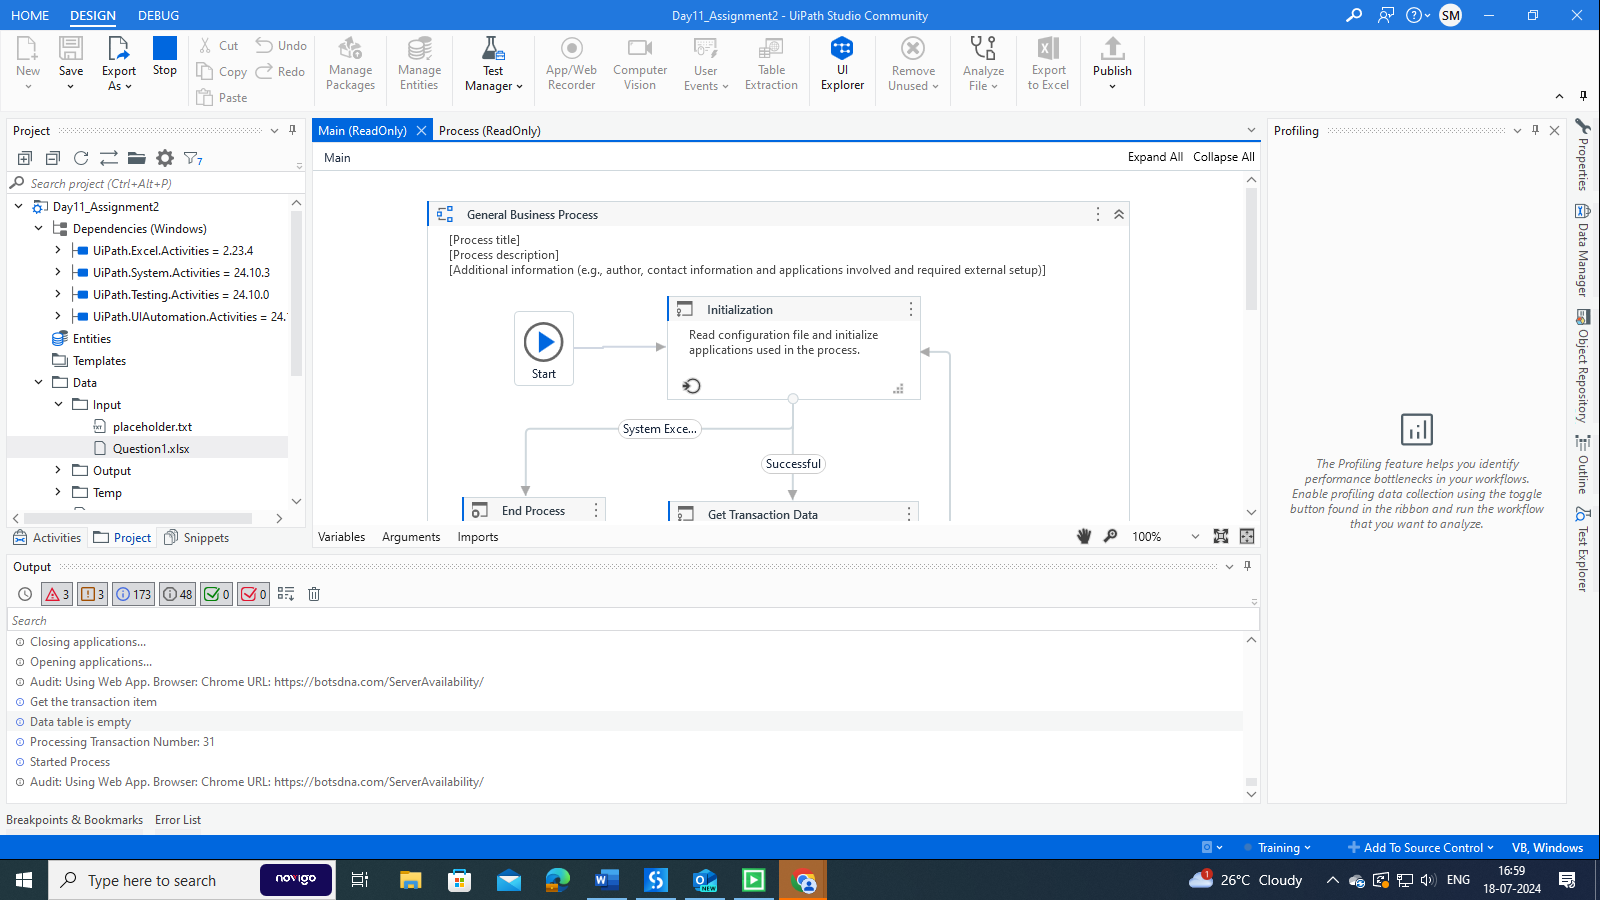 HOME DESIGN DEBUG
Day11_Assignment2 - UiPath Studio Community
SM
New
Save
Export
As
Stop
Cut
Copy
Paste
Undo
Redo
Manage
Packages
Manage
Entities
Test
Manager
App/Web
Recorder
Computer
Vision
User
Events
Table
Extraction
UI
Explorer
Remove
Unused
Analyze
File
Export
to Excel
Publish
Project
7
Search project (Ctrl+Alt+P)
Day11_Assignment2
Dependencies (Windows)
UiPath.Excel.Activities = 2.23.4
UiPath.System.Activities = 24.10.3
UiPath.Testing.Activities = 24.10.0
UiPath.UIAutomation.Activities = 24.
Entities
Templates
Data
Input
placeholder.txt
Question1.xlsx
Output
Temp
Activities Project Snippets
Main (ReadOnly) Process (ReadOnly)
Main
Expand All Collapse All
General Business Process
[Process title]
[Process description]
[Additional information (e.g., author, contact information and applications involved and required external setup)]
Start
Initialization
Read configuration file and initialize
applications used in the process.
System Exce...
Successful
End Process
Get Transaction Data
Variables Arguments Imports
100%
Profiling
The Profiling feature helps you identify
performance bottlenecks in your workflows.
Enable profiling data collection using the toggle
button found in the ribbon and run the workflow
that you want to analyze.
Properties
Data Manager
Object Repository
Outline
Test Explorer
Output
3 3 173 48 0 0
Search
Closing applications...
Opening applications...
Audit: Using Web App. Browser: Chrome URL: https://botsdna.com/ServerAvailability/
Get the transaction item
Data table is empty
Processing Transaction Number: 31
Started Process
Audit: Using Web App. Browser: Chrome URL: https://botsdna.com/ServerAvailability/
Breakpoints & Bookmarks Error List
Training
Add To Source Control
VB, Windows
Type here to search
novigo
NEW
1
26°C Cloudy
ENG
16:59
18-07-2024